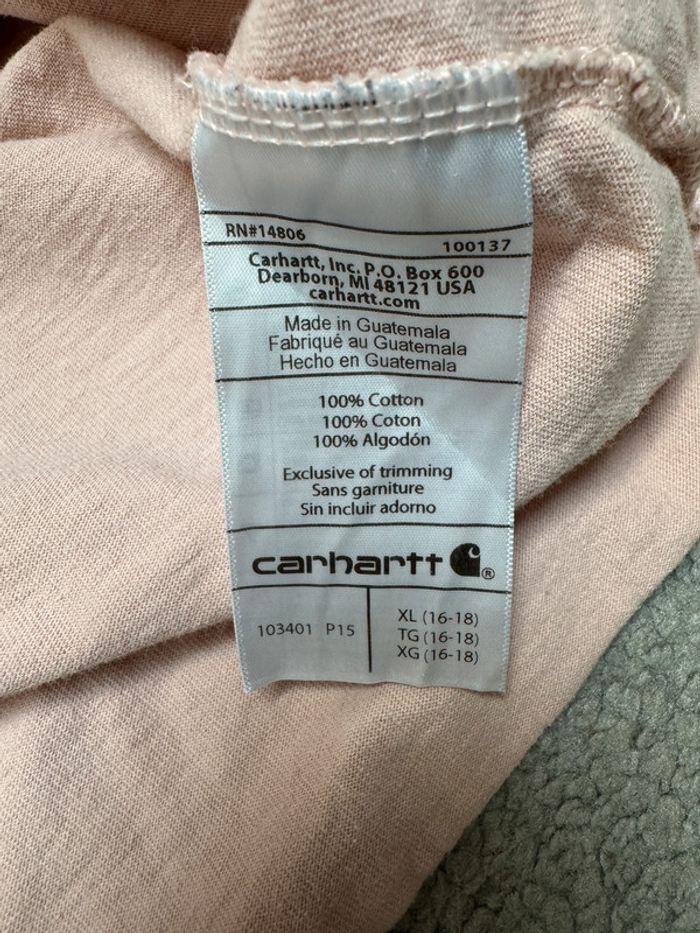 RN#14806 100137
Carhartt, Inc. P.O. Box 600
Dearborn, MI 48121 USA
carhartt.com
Made in Guatemala
Fabriqué au Guatemala
Hecho en Guatemala
100% Cotton
100% Coton
100% Algodón
Exclusive of trimming
Sans garniture
Sin incluir adorno
carhartt ®
103401 P15
XL (16-18)
TG (16-18)
XG (16-18)